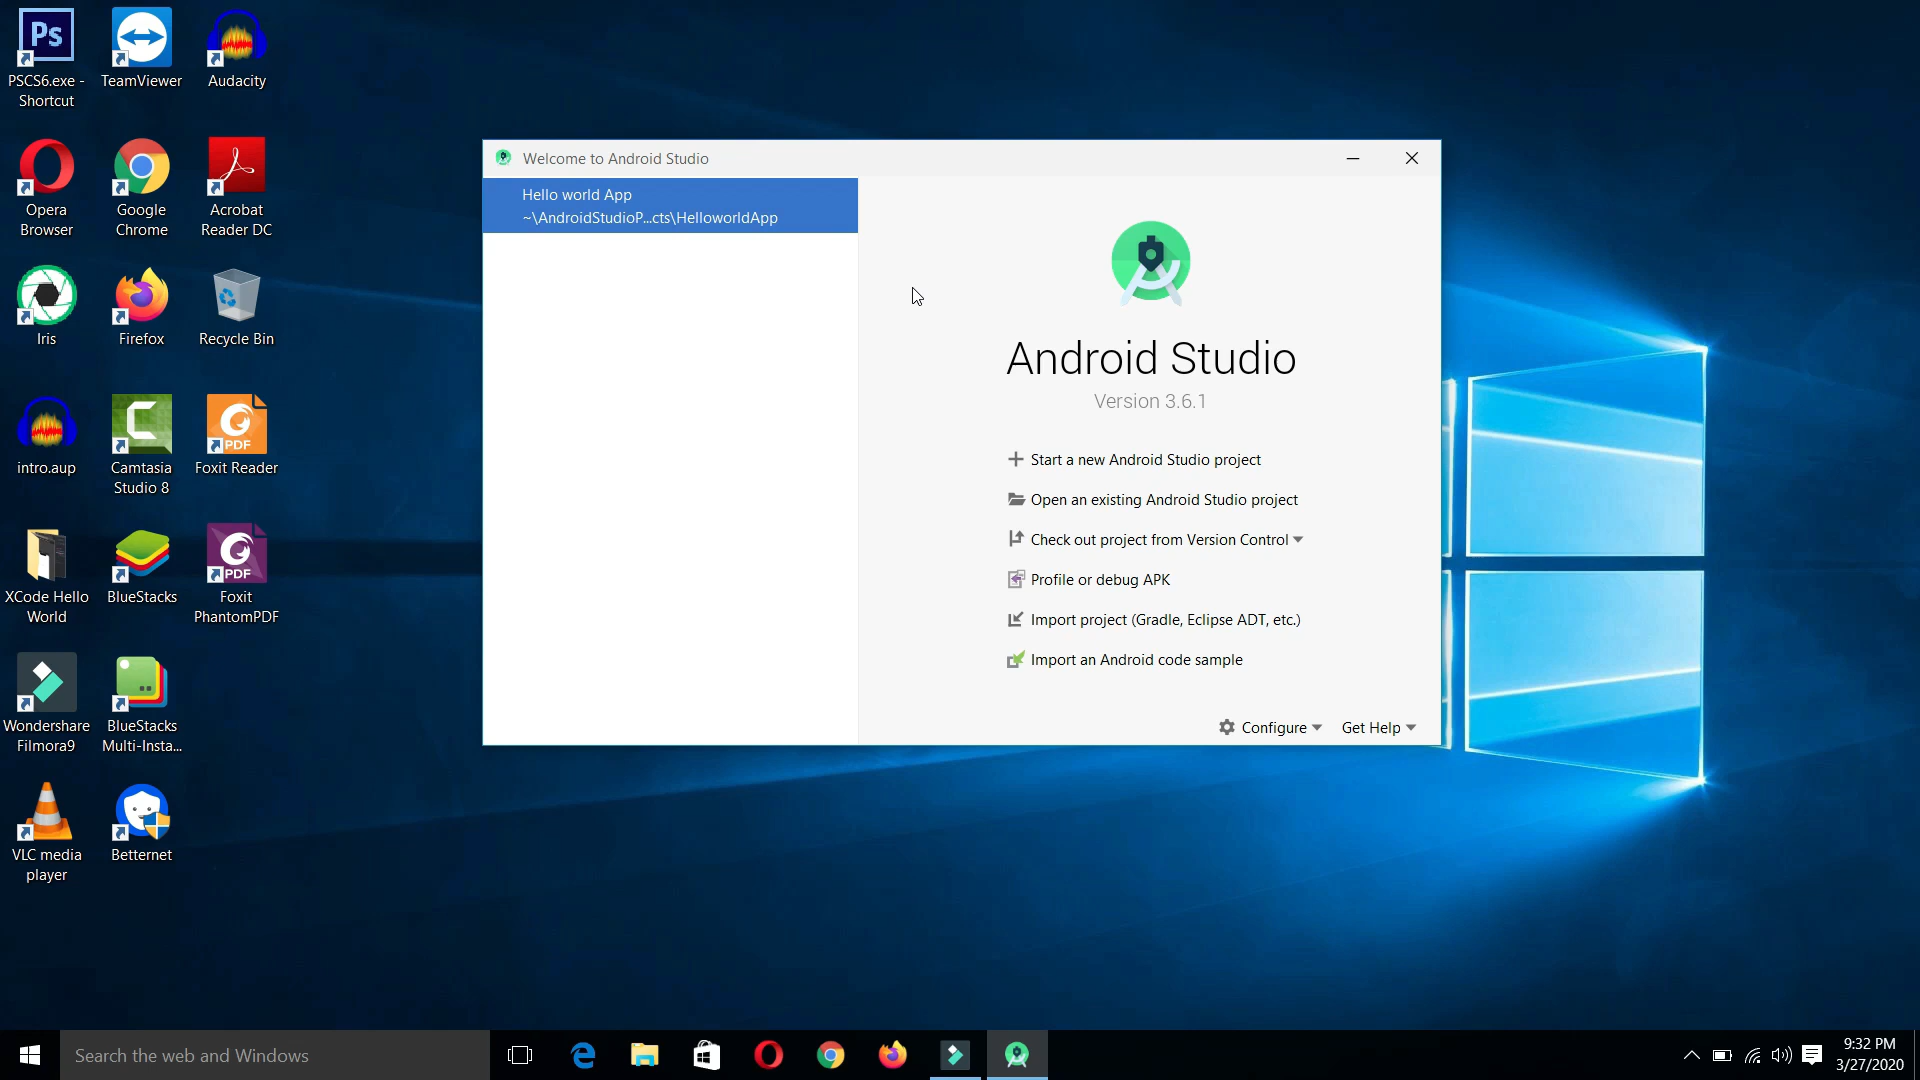 Ps
PSCS6.exe -
Shortcut
TeamViewer
Audacity
Opera
Browser
Google
Chrome
Acrobat
Reader DC
Iris
Firefox
Recycle Bin
intro.aup
Camtasia
Studio 8
PDF
Foxit Reader
XCode Hello
World
BlueStacks
PDF
Foxit
PhantomPDF
Wondershare
Filmora9
BlueStacks
Multi-Insta...
VLC media
player
Betternet
Welcome to Android Studio
Hello world App
~\AndroidStudioP...cts\HelloworldApp
Android Studio
Version 3.6.1
Start a new Android Studio project
Open an existing Android Studio project
Check out project from Version Control
Profile or debug APK
Import project (Gradle, Eclipse ADT, etc.)
Import an Android code sample
Configure
Get Help
Search the web and Windows
9:32 PM
3/27/2020